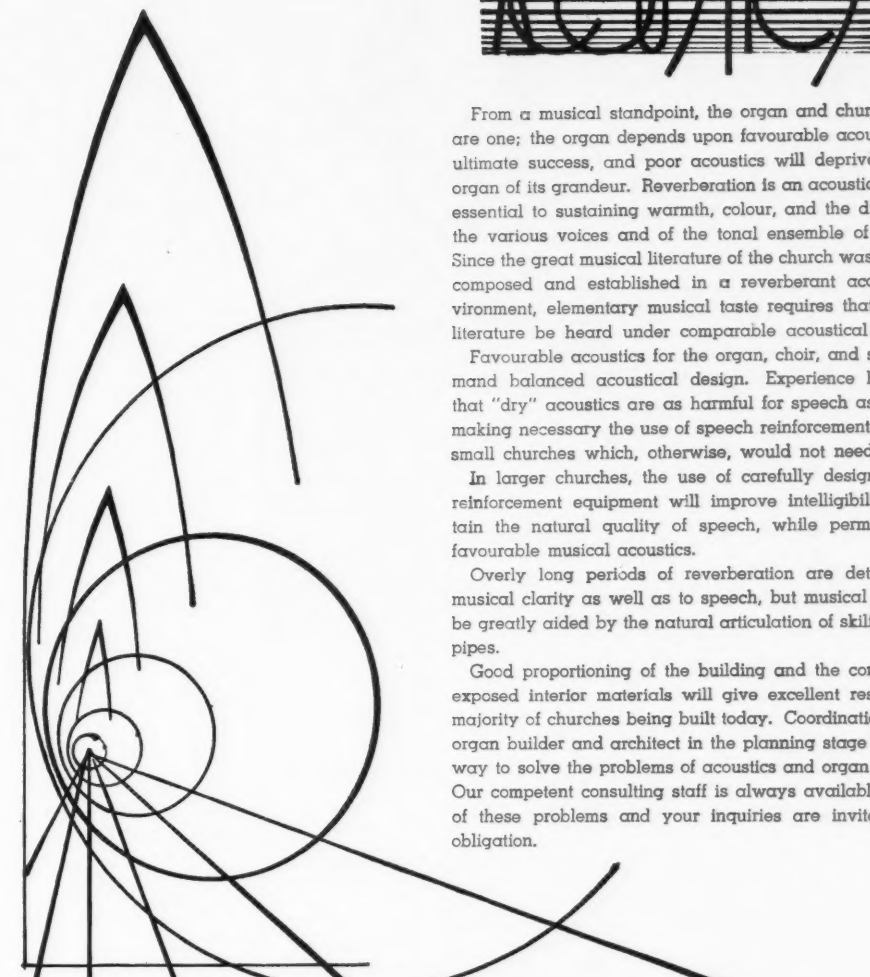 From a musical standpoint, the organ and chur
are one; the organ depends upon favourable acou
ultimate success, and poor acoustics will deprive
organ of its grandeur. Reverberation is an acoustic
essential to sustaining warmth, colour, and the d
the various voices and of the tonal ensemble of
Since the great musical literature of the church was
composed and established in a reverberant acc
vironment, elementary musical taste requires that
literature be heard under comparable acoustical
Favourable acoustics for the organ, choir, and s
mand balanced acoustical design. Experience h
that "dry" acoustics are as harmful for speech as
making necessary the use of speech reinforcement
small churches which, otherwise, would not need
In larger churches, the use of carefully design
reinforcement equipment will improve intelligibil
tain the natural quality of speech, while perm
favourable musical acoustics.
Overly long periods of reverberation are det
musical clarity as well as to speech, but musical
be greatly aided by the natural articulation of skilf
pipes.
Good proportioning of the building and the cor
exposed interior materials will give excellent res
majority of churches being built today. Coordinatio
organ builder and architect in the planning stage
way to solve the problems of acoustics and organ
Our competent consulting staff is always availabl
of these problems and your inquiries are invite
obligation.